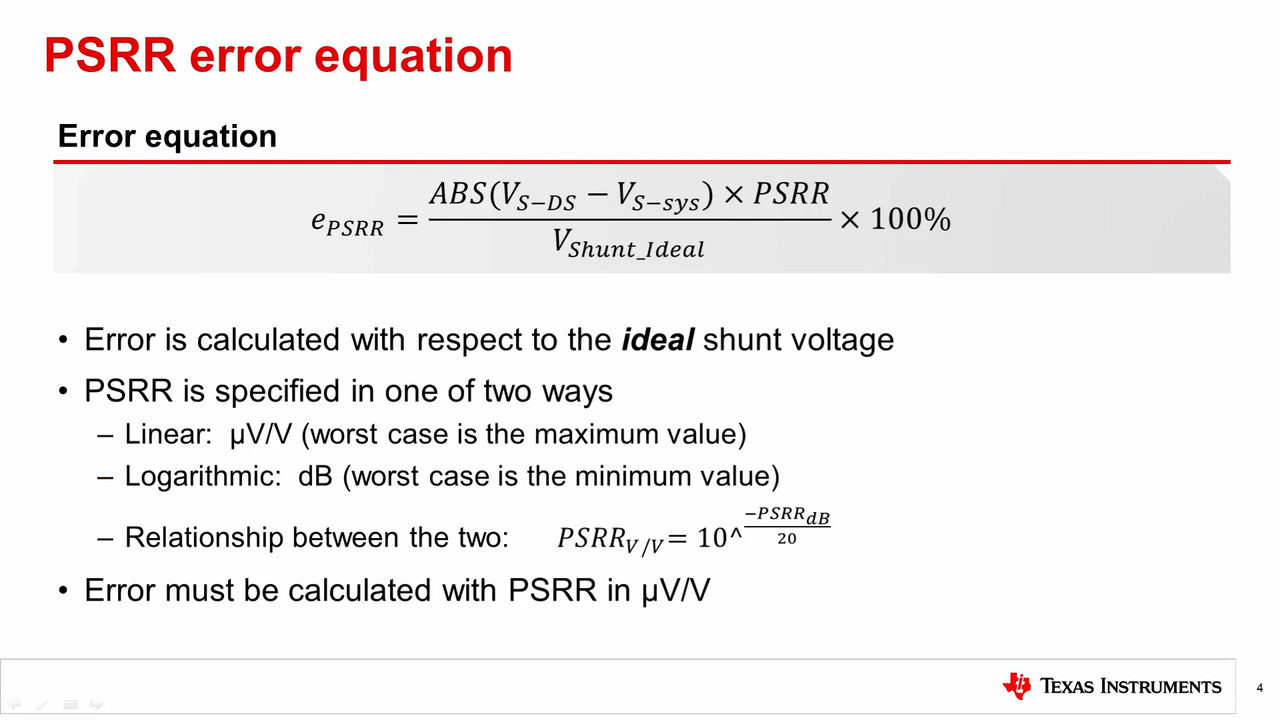 PSRR error equation
Error equation
e_PSRR = ABS(V_S−DS − V_S−sys) × PSRR / V_Shunt_Ideal × 100%
• Error is calculated with respect to the ideal shunt voltage
• PSRR is specified in one of two ways
– Linear: µV/V (worst case is the maximum value)
– Logarithmic: dB (worst case is the minimum value)
– Relationship between the two: PSRR_V/V = 10^(−PSRR_dB / 20)
• Error must be calculated with PSRR in µV/V
TEXAS INSTRUMENTS
4